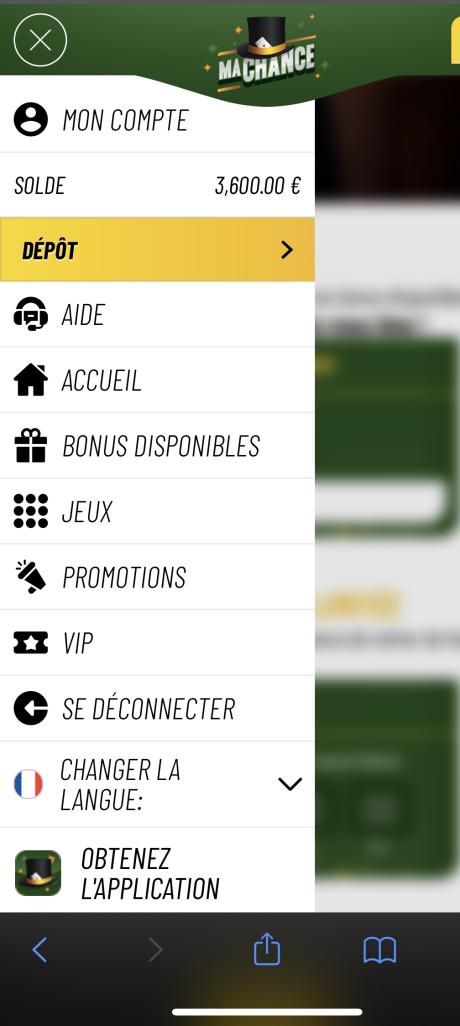 MACHANCE
MON COMPTE
SOLDE 3,600.00 €
DÉPÔT
AIDE
ACCUEIL
BONUS DISPONIBLES
JEUX
PROMOTIONS
VIP
SE DÉCONNECTER
CHANGER LA
LANGUE:
OBTENEZ
L'APPLICATION